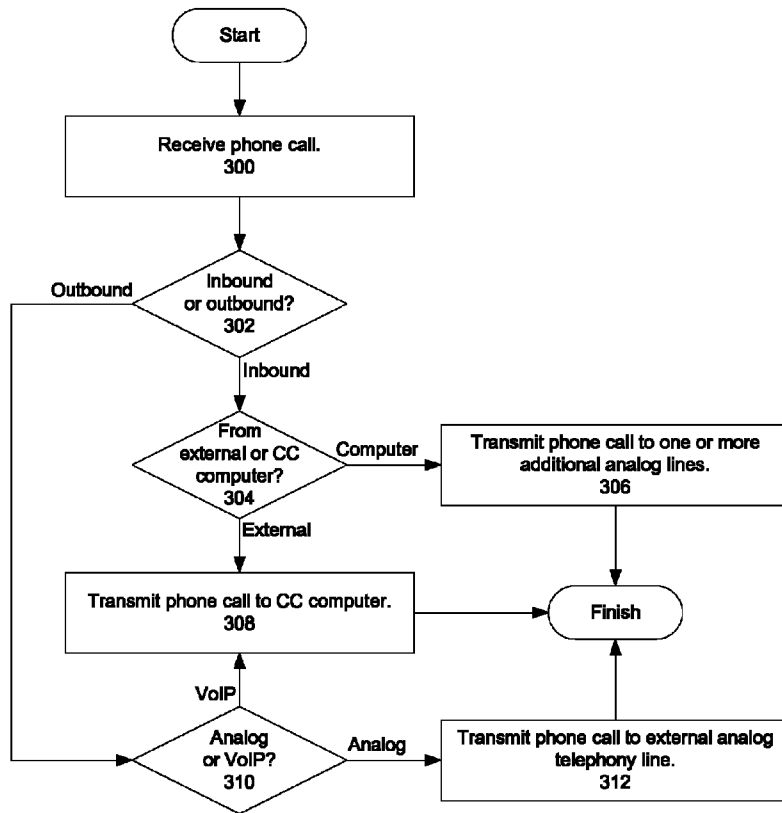 Start
Receive phone call.
300
Inbound
or outbound?
302
Outbound
Inbound
From
external or CC
computer?
304
Computer
Transmit phone call to one or more
additional analog lines.
306
External
Transmit phone call to CC computer.
308
Finish
VoIP
Analog
or VoIP?
310
Analog
Transmit phone call to external analog
telephony line.
312